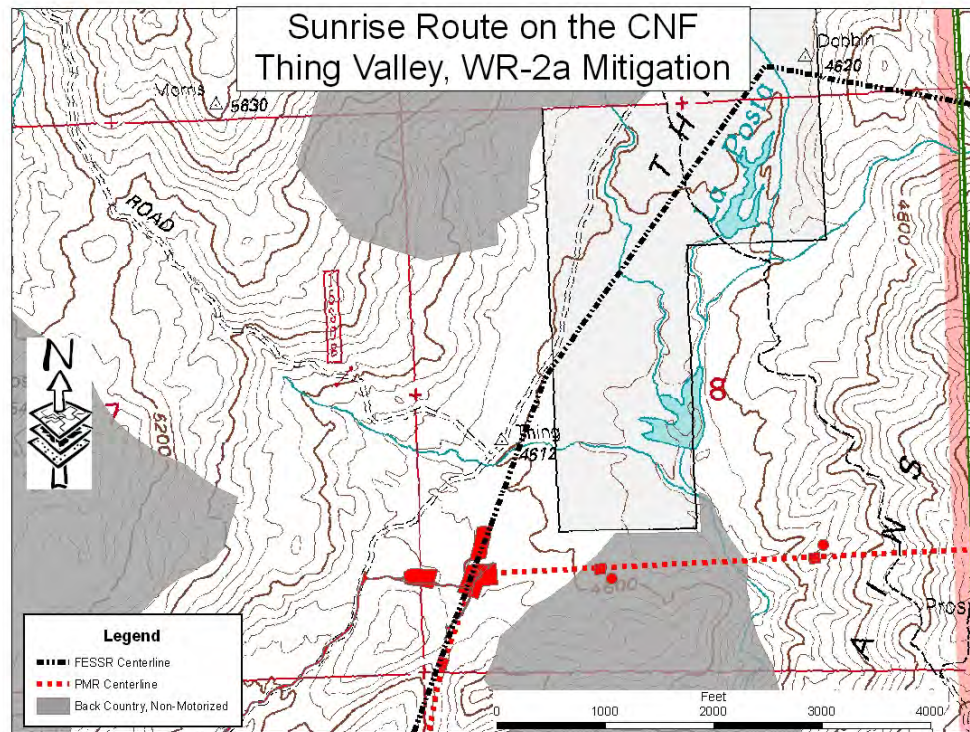 Sunrise Route on the CNF
Thing Valley, WR-2a Mitigation
Dobbin
4620
Morris
5630
T H
La Posta
ROAD
4800
N
7
5200
8
Thing
4612
S
N
I
A
4600
Legend
FESSR Centerline
PMR Centerline
Back Country, Non-Motorized
Feet
0 1000 2000 3000 4000